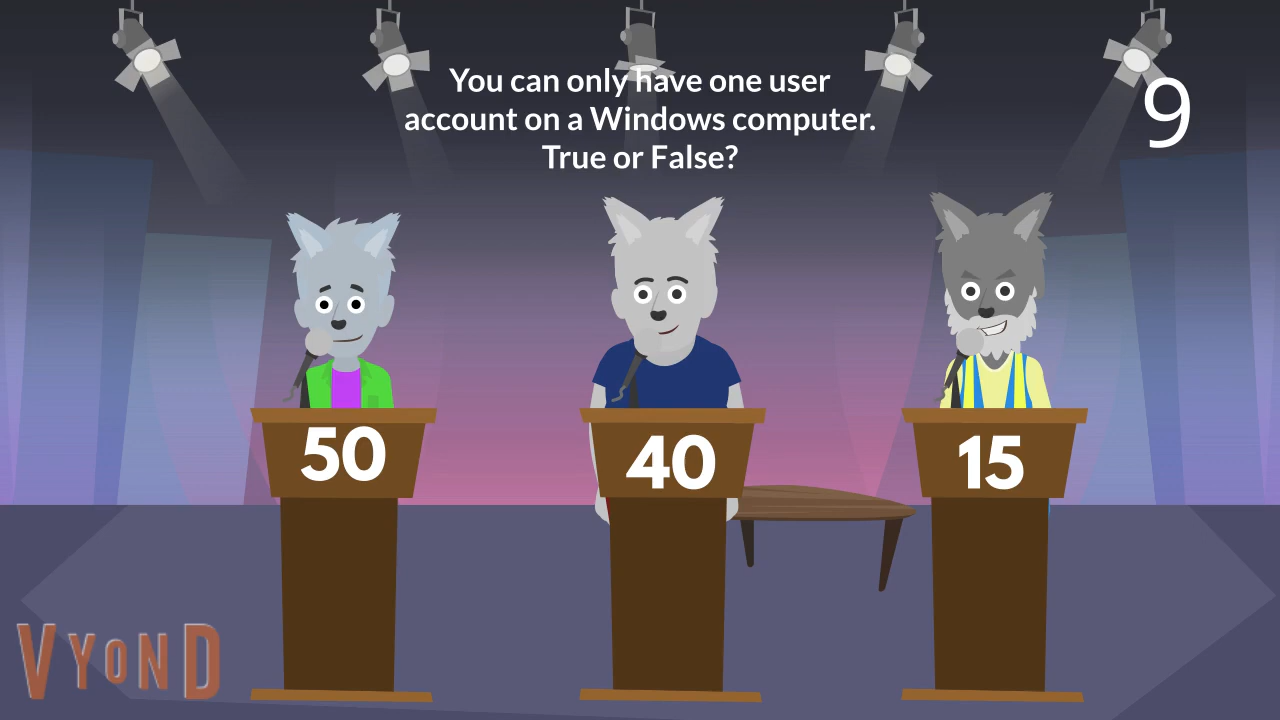 You can only have one user
account on a Windows computer.
True or False?
9
50
40
15
VYOND